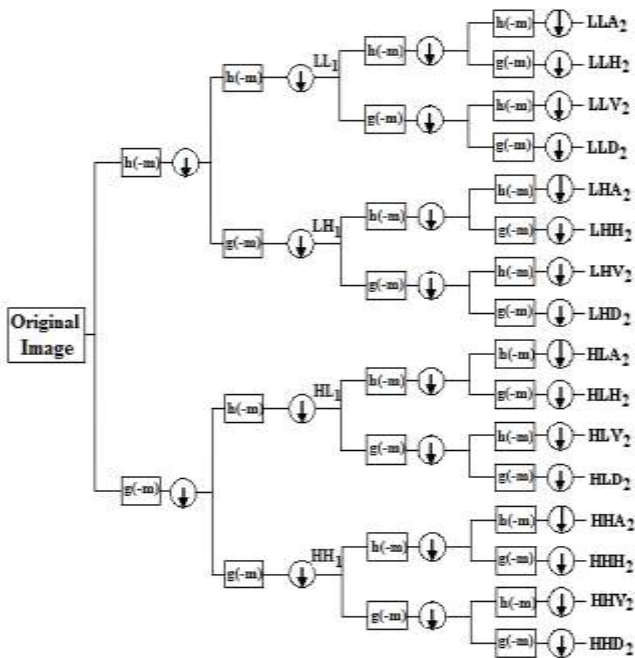 h(-m) LLA2
h(-m) g(-m) LLH2
h(-m) LL1
g(-m) h(-m) LLV2
g(-m) LLD2
h(-m)
h(-m) LHA2
h(-m) g(-m) LHH2
g(-m) LH1
g(-m) h(-m) LHV2
g(-m) LHD2
Original
Image
h(-m) HLA2
h(-m) g(-m) HLH2
h(-m) HL1
g(-m) h(-m) HLV2
g(-m) HLD2
g(-m)
h(-m) HHA2
h(-m) g(-m) HHH2
g(-m) HH1
g(-m) h(-m) HHV2
g(-m) HHD2